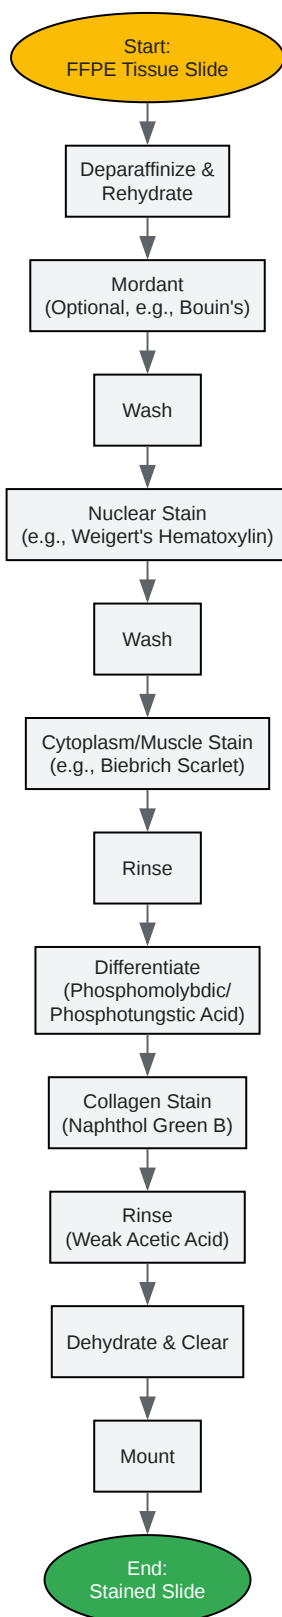 Start:
FFPE Tissue Slide
Deparaffinize &
Rehydrate
Mordant
(Optional, e.g., Bouin's)
Wash
Nuclear Stain
(e.g., Weigert's Hematoxylin)
Wash
Cytoplasm/Muscle Stain
(e.g., Biebrich Scarlet)
Rinse
Differentiate
(Phosphomolybdic/
Phosphotungstic Acid)
Collagen Stain
(Naphthol Green B)
Rinse
(Weak Acetic Acid)
Dehydrate & Clear
Mount
End:
Stained Slide